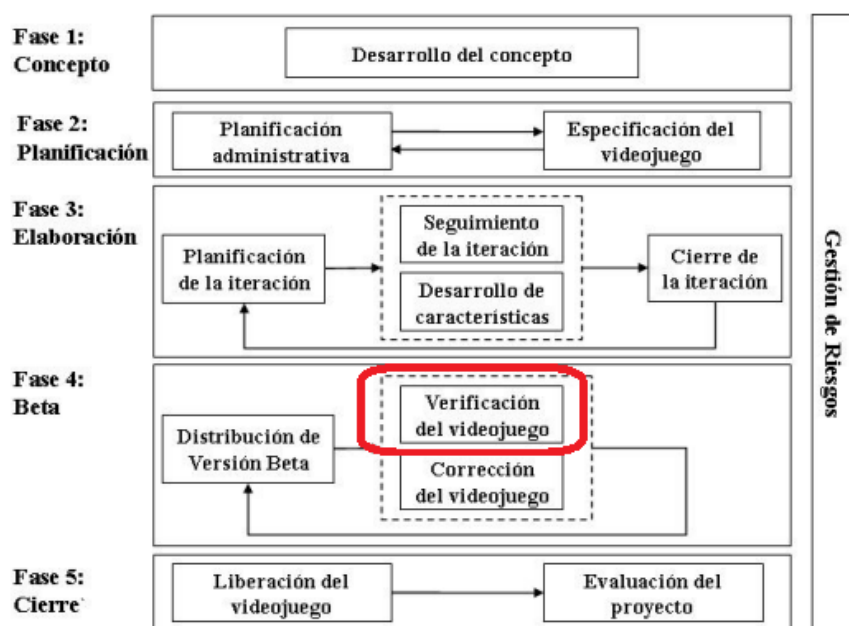 Fase 1:
Concepto
Desarrollo del concepto
Fase 2:
Planificación
Planificación
administrativa
Especificación del
videojuego
Fase 3:
Elaboración
Planificación
de la iteración
Seguimiento
de la iteración
Desarrollo de
características
Cierre de
la iteración
Fase 4:
Beta
Distribución de
Versión Beta
Verificación
del videojuego
Corrección
del videojuego
Fase 5:
Cierre
Liberación del
videojuego
Evaluación del
proyecto
Gestión de Riesgos